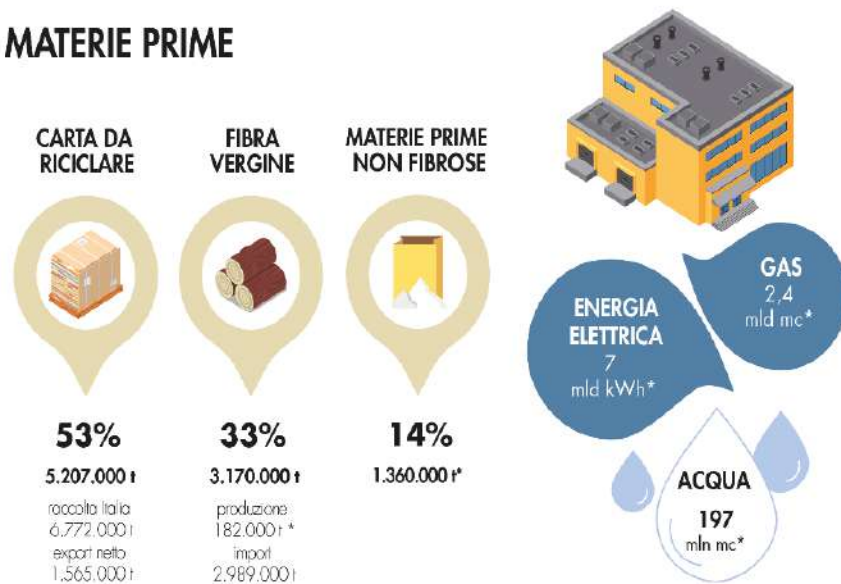 MATERIE PRIME
CARTA DA
RICICLARE
53%
5.207.000 t
raccolta Italia
6.772.000 t
export netto
1.565.000 t
FIBRA
VERGINE
33%
3.170.000 t
produzione
182.000 t *
import
2.989.000 t
MATERIE PRIME
NON FIBROSE
14%
1.360.000 t*
GAS
2,4
mld mc*
ENERGIA
ELETTRICA
7
mld kWh*
ACQUA
197
mln mc*